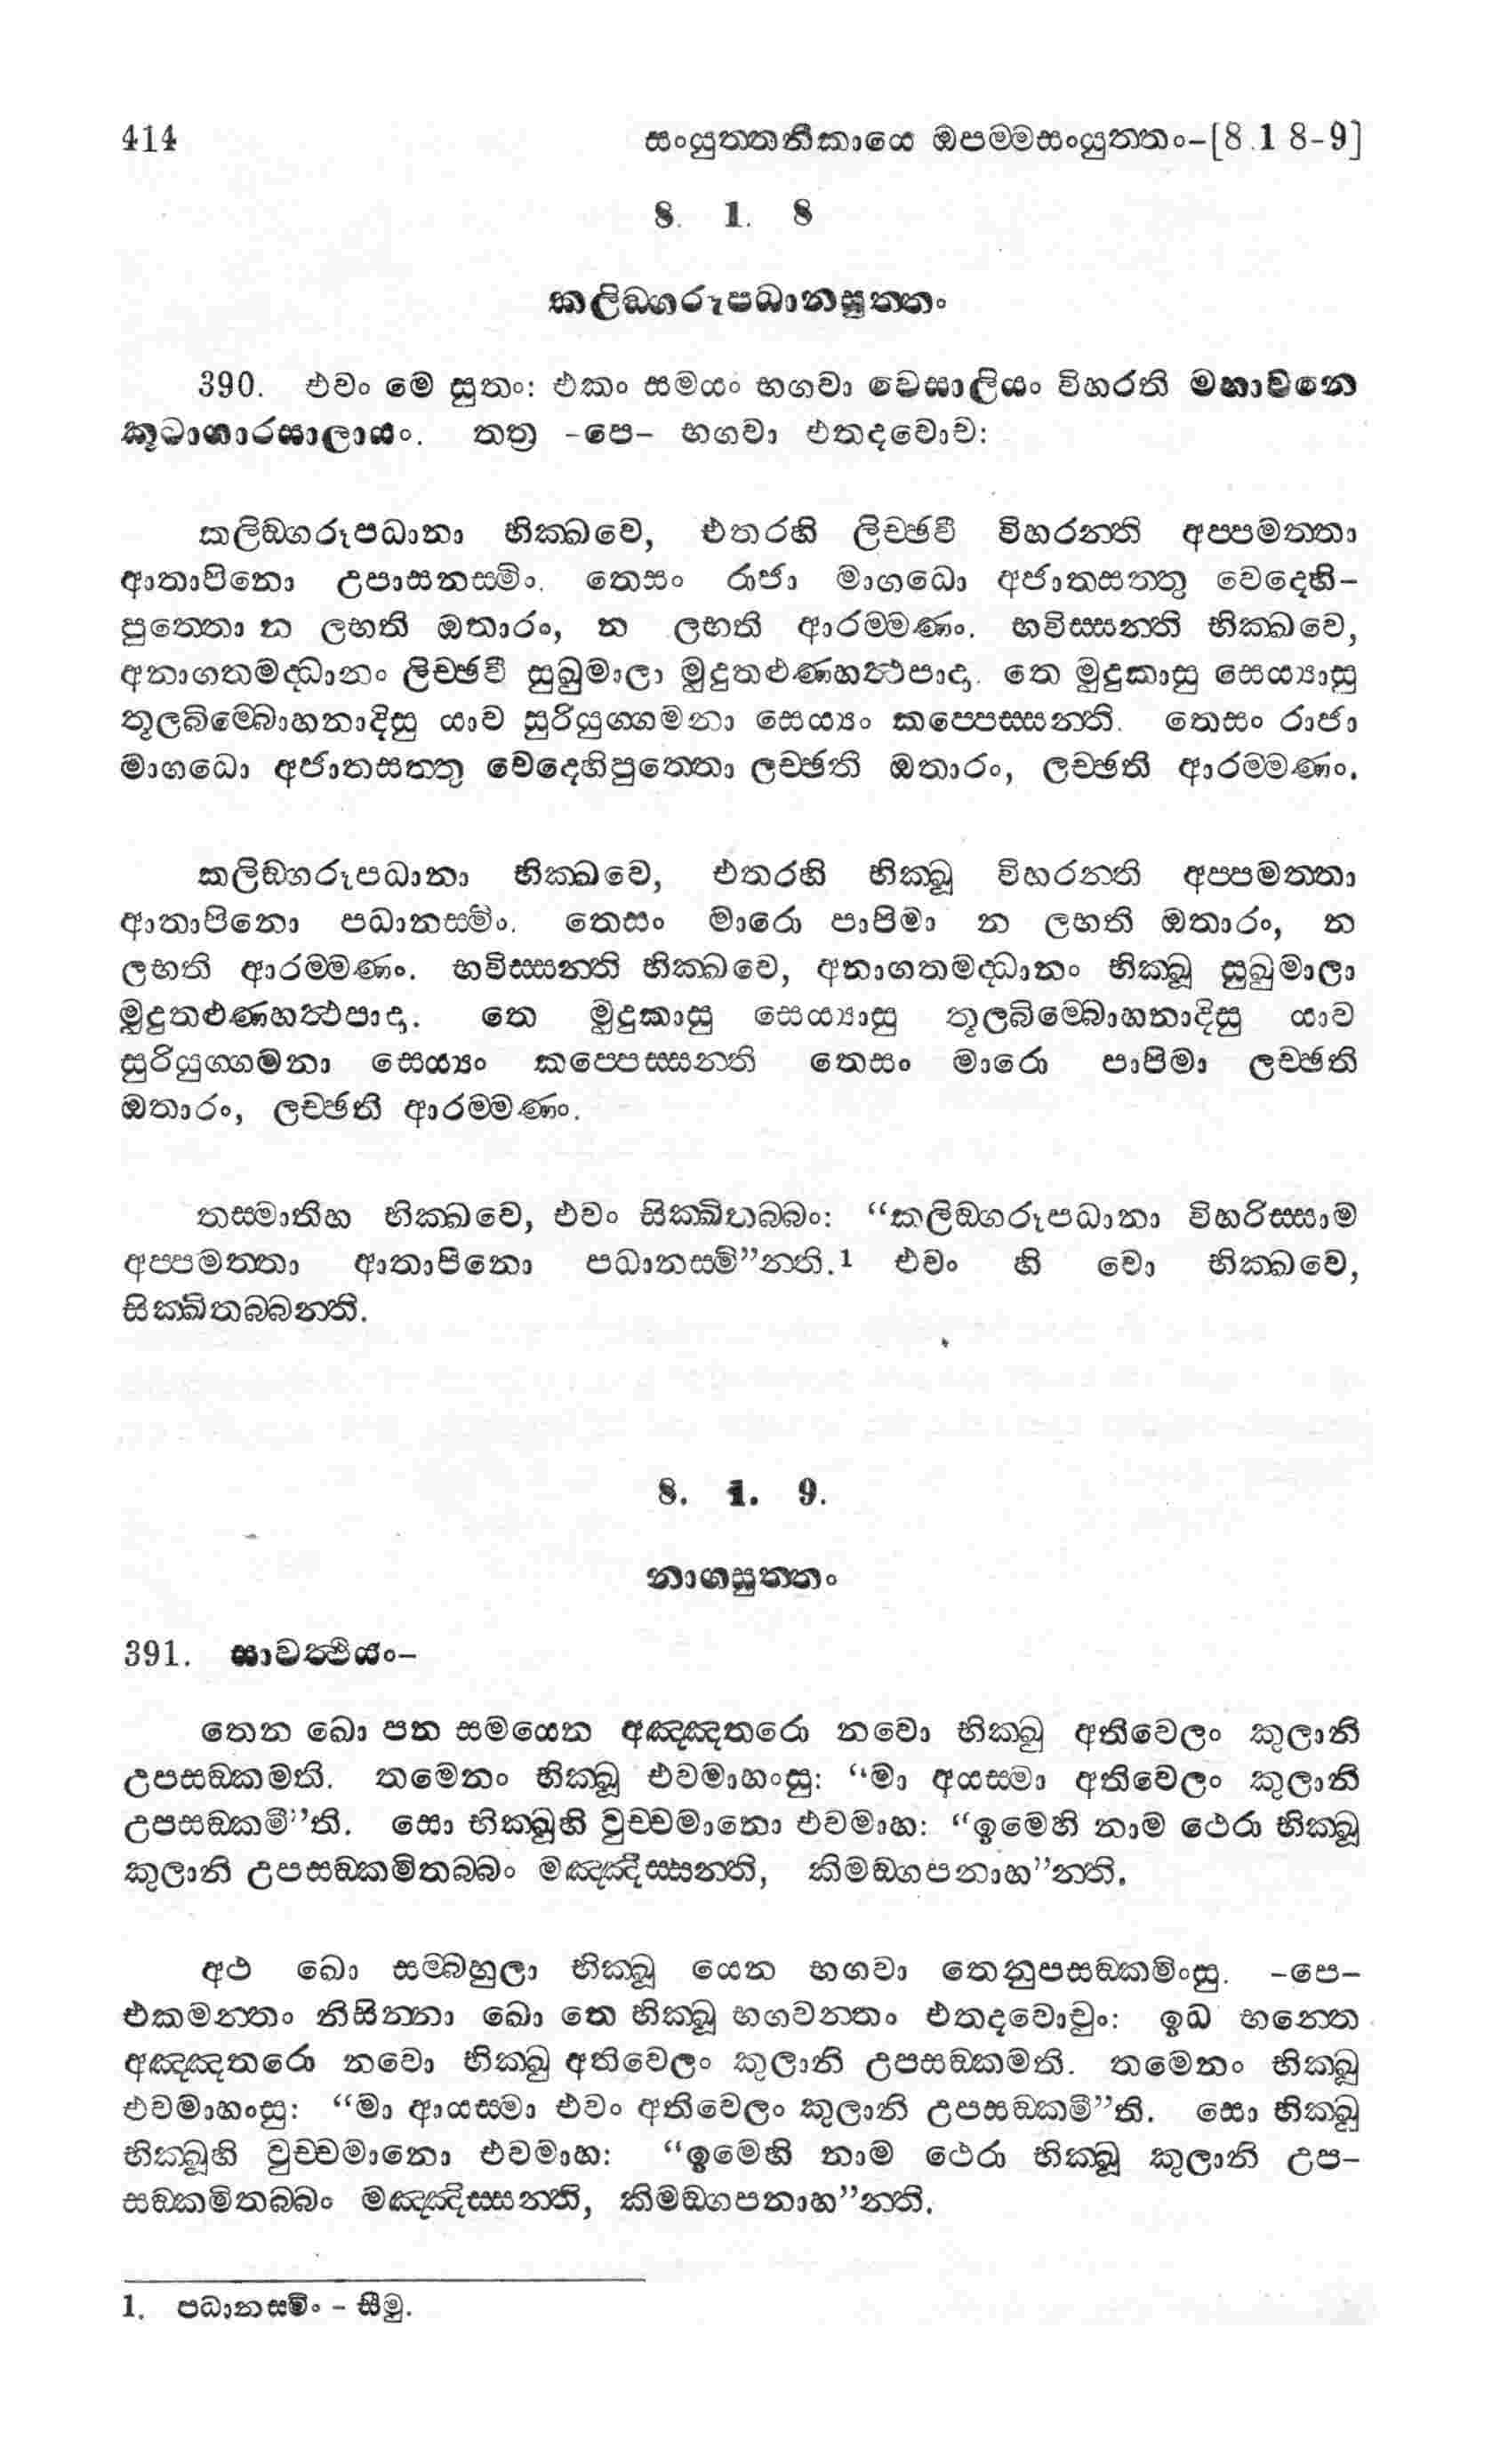 414 සංයුත්තනිකායෙ ඔපම්මසංයුත්තං-[8 .1 8-9]
8. 1. 8
කලිඞ්ගරූපධානසුත්තං
390. එවං මෙ සුතං: එකං සමයං භගවා වෙසාලියං විහරති මහාවනෙ
කූටාගාරසාලායං. තත්‍ර -පෙ- භගවා එතදවොච:
කලිඞ්ගරූපධානා භික්ඛවෙ, එතරහි ලිච්ඡවී විහරන්ති අප්පමත්තා
ආතාපිනො උපාසනස්මිං. තෙසං රාජා මාගධො අජාතසත්තු වෙදෙහි-
පුත්තො න ලභති ඔතාරං, න ලභති ආරම්මණං. භවිස්සන්ති භික්ඛවෙ,
අනාගතමද්ධානං ලිච්ඡවී සුඛුමාලා මුදුතළුණහත්ථපාදා. තෙ මුදුකාසු සෙය්‍යාසු
තූලබිම්බොහනාදිසු යාව සුරියුග්ගමනා සෙය්‍යං කප්පෙස්සන්ති. තෙසං රාජා
මාගධො අජාතසත්තු වෙදෙහිපුත්තො ලච්ඡති ඔතාරං, ලච්ඡති ආරම්මණං.
කලිඞ්ගරූපධානා භික්ඛවෙ, එතරහි භික්ඛූ විහරන්ති අප්පමත්තා
ආතාපිනො පධානස්මිං. තෙසං මාරො පාපිමා න ලභති ඔතාරං, න
ලභති ආරම්මණං. භවිස්සන්ති භික්ඛවෙ, අනාගතමද්ධානං භික්ඛූ සුඛුමාලා
මුදුතළුණහත්ථපාදා. තෙ මුදුකාසු සෙය්‍යාසු තූලබිම්බොහනාදිසු යාව
සුරියුග්ගමනා සෙය්‍යං කප්පෙස්සන්ති තෙසං මාරො පාපිමා ලච්ඡති
ඔතාරං, ලච්ඡති ආරම්මණං.
තස්මාතිහ භික්ඛවෙ, එවං සික්ඛිතබ්බං: “කලිඞ්ගරූපධානා විහරිස්සාම
අප්පමත්තා ආතාපිනො පධානස්මි”න්ති.1 එවං හි වො භික්ඛවෙ,
සික්ඛිතබ්බන්ති.
8. 1. 9.
නාගසුත්තං
391. සාවත්ථියං-
තෙන ඛො පන සමයෙන අඤ්ඤතරො නවො භික්ඛු අතිවෙලං කුලානි
උපසඞ්කමති. තමෙනං භික්ඛූ එවමාහංසු: “මා අයස්මා අතිවෙලං කුලානි
උපසඞ්කමී”ති. සො භික්ඛූහි වුච්චමානො එවමාහ: “ඉමෙහි නාම ථෙරා භික්ඛූ
කුලානි උපසඞ්කමිතබ්බං මඤ්ඤිස්සන්ති, කිමඞ්ගපනාහ”න්ති.
අථ ඛො සම්බහුලා භික්ඛූ යෙන භගවා තෙනුපසඞ්කමිංසු. -පෙ-
එකමන්තං නිසින්නා ඛො තෙ භික්ඛූ භගවන්තං එතදවොචුං: ඉධ භන්තෙ
අඤ්ඤතරො නවො භික්ඛු අතිවෙලං කුලානි උපසඞ්කමති. තමෙනං භික්ඛූ
එවමාහංසු: “මා ආයස්මා එවං අතිවෙලං කුලානි උපසඞ්කමී”ති. සො භික්ඛු
භික්ඛූහි වුච්චමානො එවමාහ: “ඉමෙහි නාම ථෙරා භික්ඛූ කුලානි උප-
සඞ්කමිතබ්බං මඤ්ඤිස්සන්ති, කිමඞ්ගපනාහ”න්ති.
1. පධානස්මිං - සීමු.